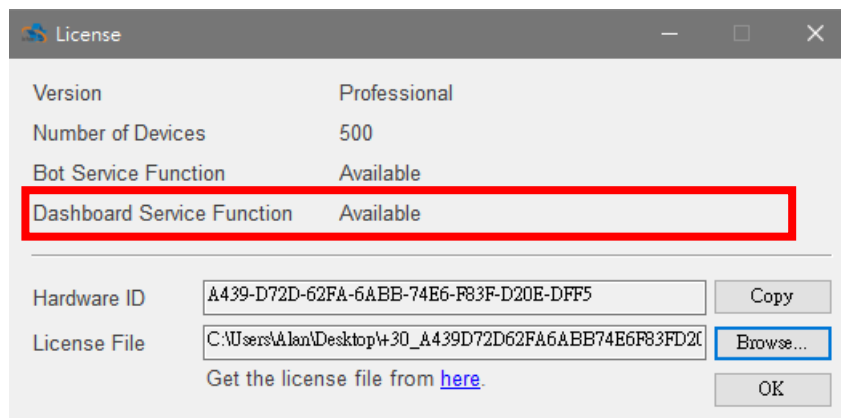 License
Version Professional
Number of Devices 500
Bot Service Function Available
Dashboard Service Function Available
Hardware ID A439-D72D-62FA-6ABB-74E6-F83F-D20E-DFF5 Copy
License File C:\Users\Alan\Desktop\+30_A439D72D62FA6ABB74E6F83FD20 Browse...
Get the license file from here.
OK